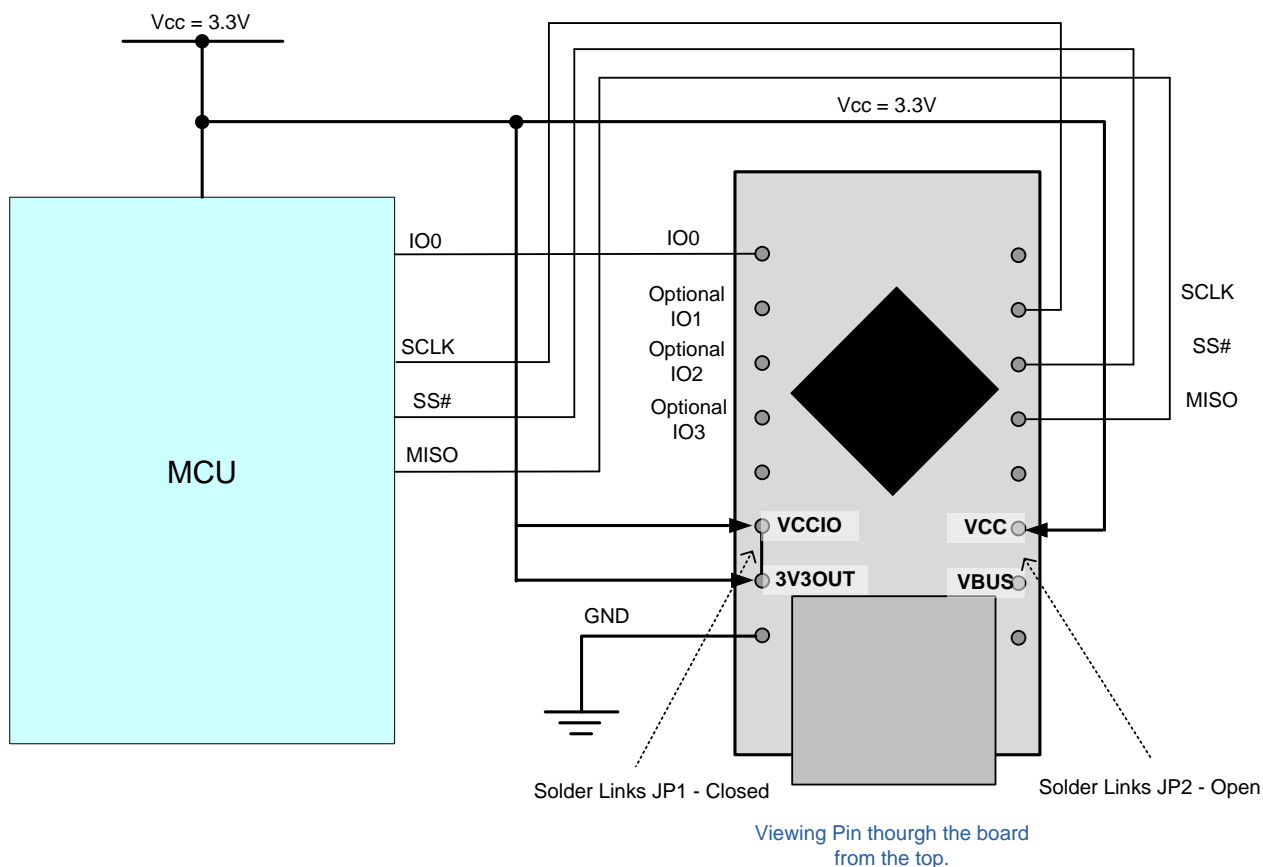 Vcc = 3.3V
Vcc = 3.3V
IO0
IO0
Optional
IO1
SCLK
SCLK
Optional
IO2
SS#
SS#
Optional
IO3
MISO
MISO
MCU
VCCIO
VCC
3V3OUT
VBUS
GND
Solder Links JP1 - Closed
Solder Links JP2 - Open
Viewing Pin thourgh the board
from the top.